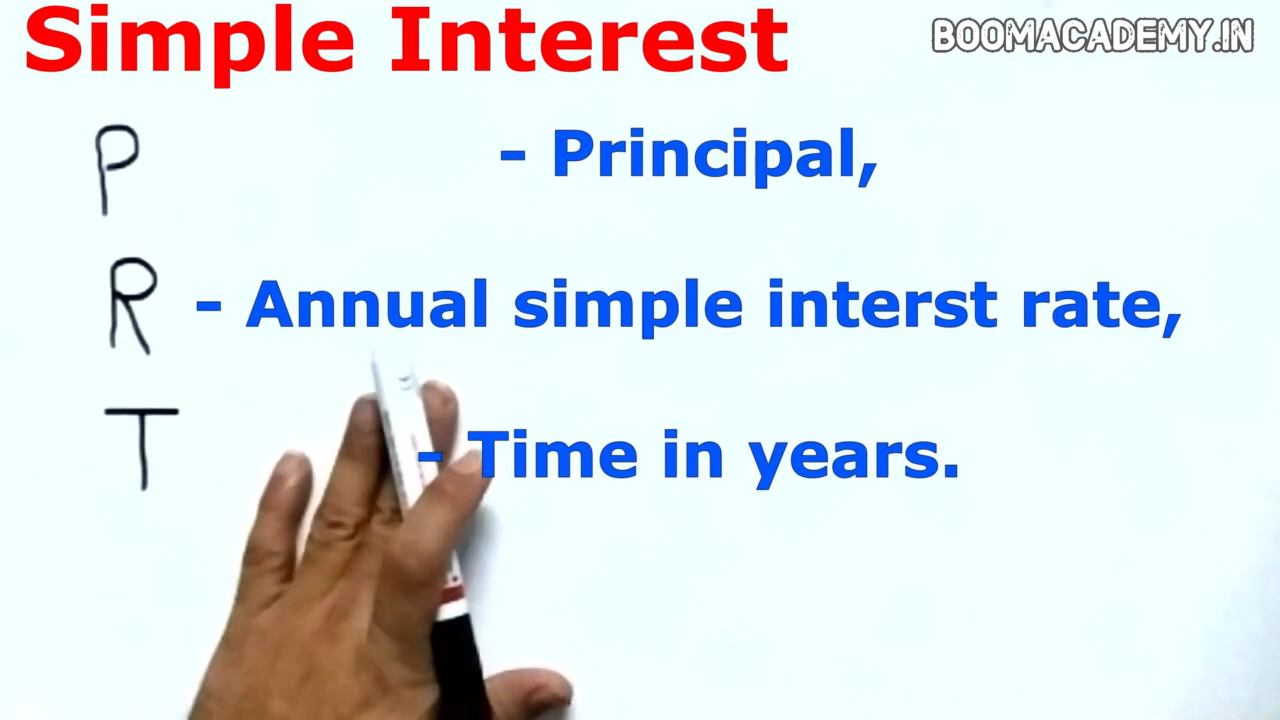 Simple Interest
BOOMACADEMY.IN
P - Principal,
R - Annual simple interst rate,
T - Time in years.